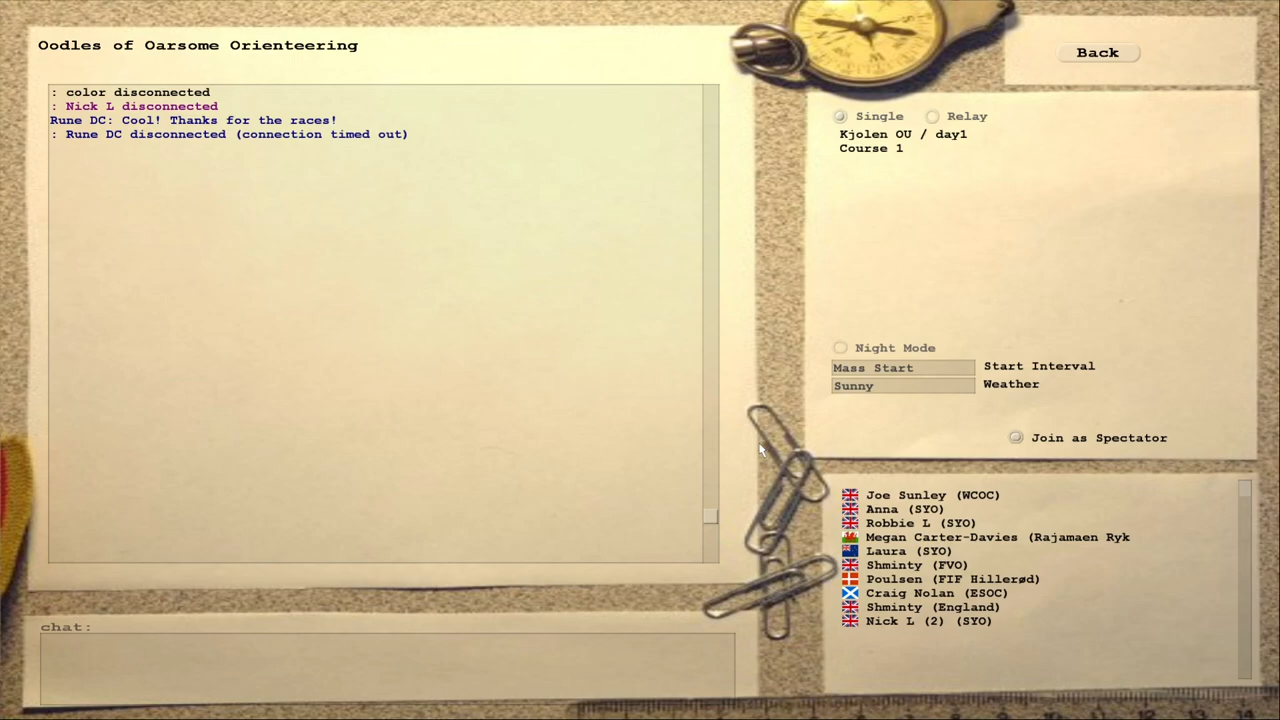 Oodles of Oarsome Orienteering
Back
: color disconnected
: Nick L disconnected
Rune DC: Cool! Thanks for the races!
: Rune DC disconnected (connection timed out)
Single
Relay
Kjolen OU / day1
Course 1
Night Mode
Mass Start
Start Interval
Sunny
Weather
Join as Spectator
Joe Sunley (WCOC)
Anna (SYO)
Robbie L (SYO)
Megan Carter-Davies (Rajamaen Ryk
Laura (SYO)
Shminty (FVO)
Poulsen (FIF Hillerød)
Craig Nolan (ESOC)
Shminty (England)
Nick L (2) (SYO)
chat: